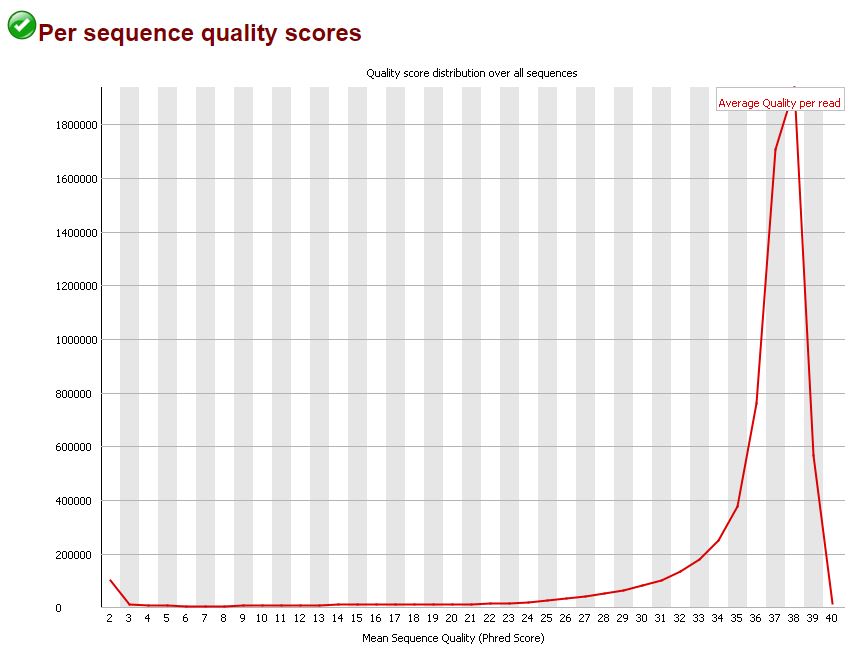 Per sequence quality scores
Quality score distribution over all sequences
Average Quality per read
1800000
1600000
1400000
1200000
1000000
800000
600000
400000
200000
0
2 3 4 5 6 7 8 9 10 11 12 13 14 15 16 17 18 19 20 21 22 23 24 25 26 27 28 29 30 31 32 33 34 35 36 37 38 39 40
Mean Sequence Quality (Phred Score)